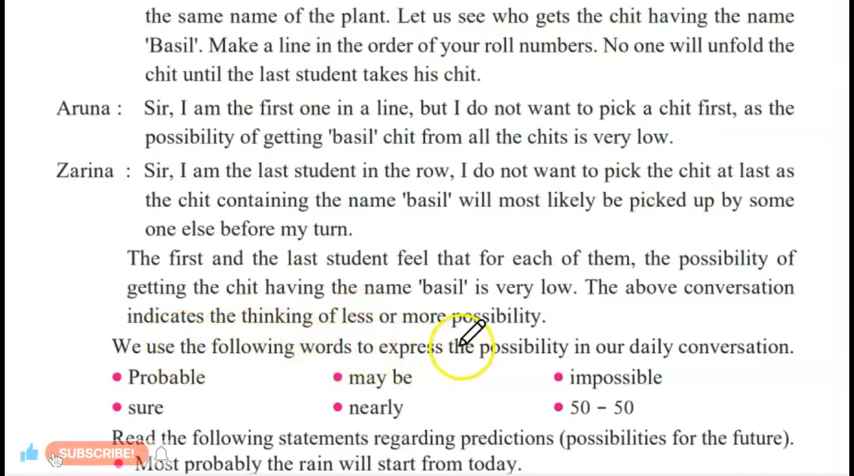 the same name of the plant. Let us see who gets the chit having the name
'Basil'. Make a line in the order of your roll numbers. No one will unfold the
chit until the last student takes his chit.
Aruna : Sir, I am the first one in a line, but I do not want to pick a chit first, as the
possibility of getting 'basil' chit from all the chits is very low.
Zarina : Sir, I am the last student in the row, I do not want to pick the chit at last as
the chit containing the name 'basil' will most likely be picked up by some
one else before my turn.
The first and the last student feel that for each of them, the possibility of
getting the chit having the name 'basil' is very low. The above conversation
indicates the thinking of less or more possibility.
We use the following words to express the possibility in our daily conversation.
• Probable • may be • impossible
• sure • nearly • 50 - 50
Read the following statements regarding predictions (possibilities for the future).
• Most probably the rain will start from today.
SUBSCRIBE!